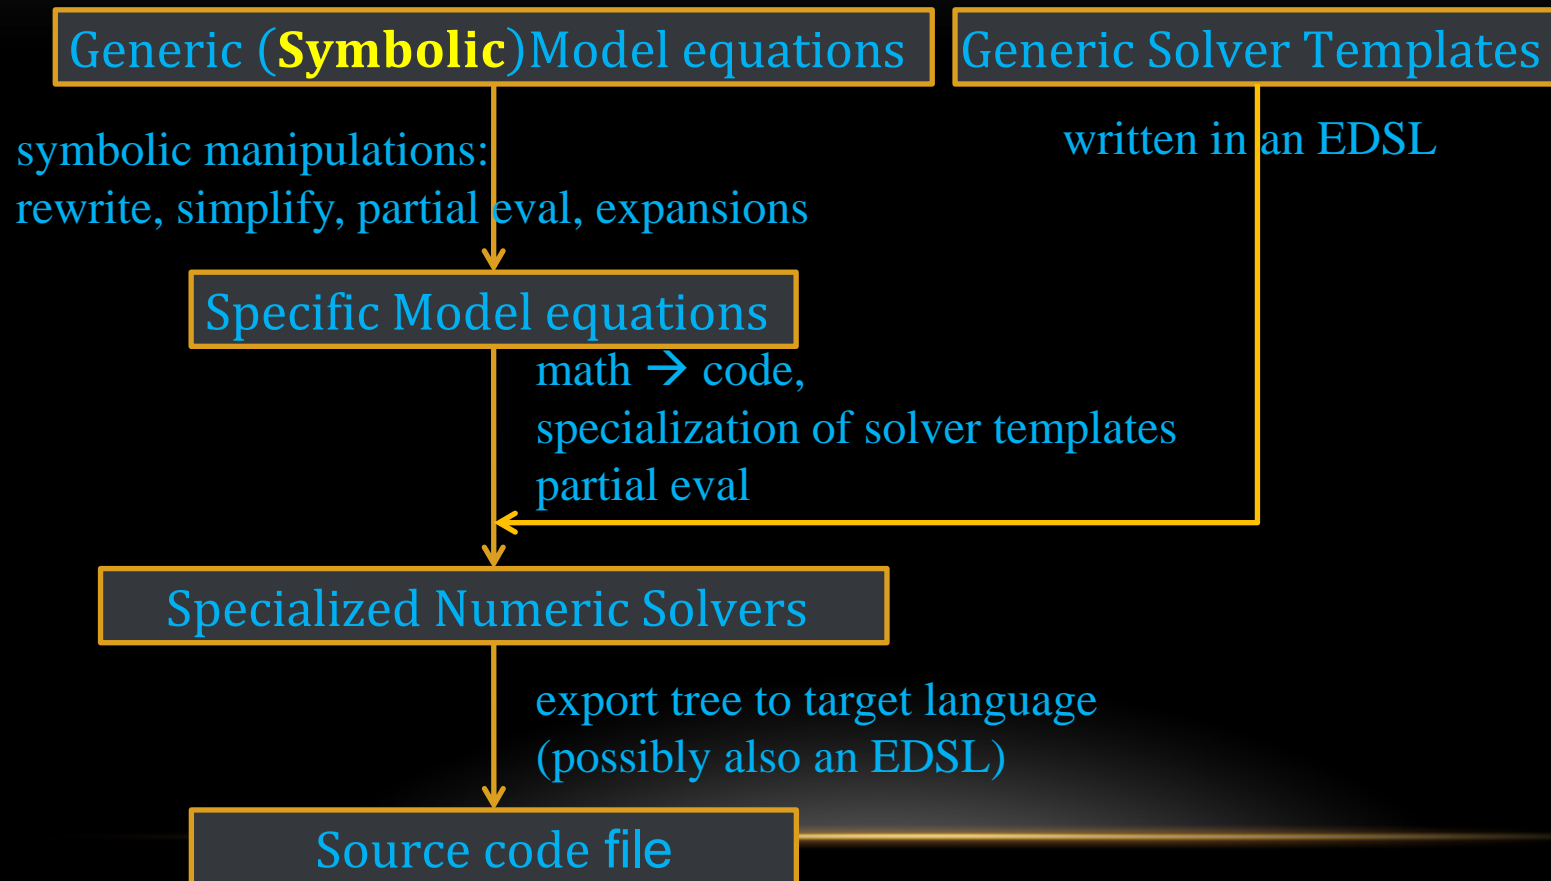 Generic (Symbolic)Model equations
Generic Solver Templates
symbolic manipulations:
rewrite, simplify, partial eval, expansions
written in an EDSL
Specific Model equations
math → code,
specialization of solver templates
partial eval
Specialized Numeric Solvers
export tree to target language
(possibly also an EDSL)
Source code file